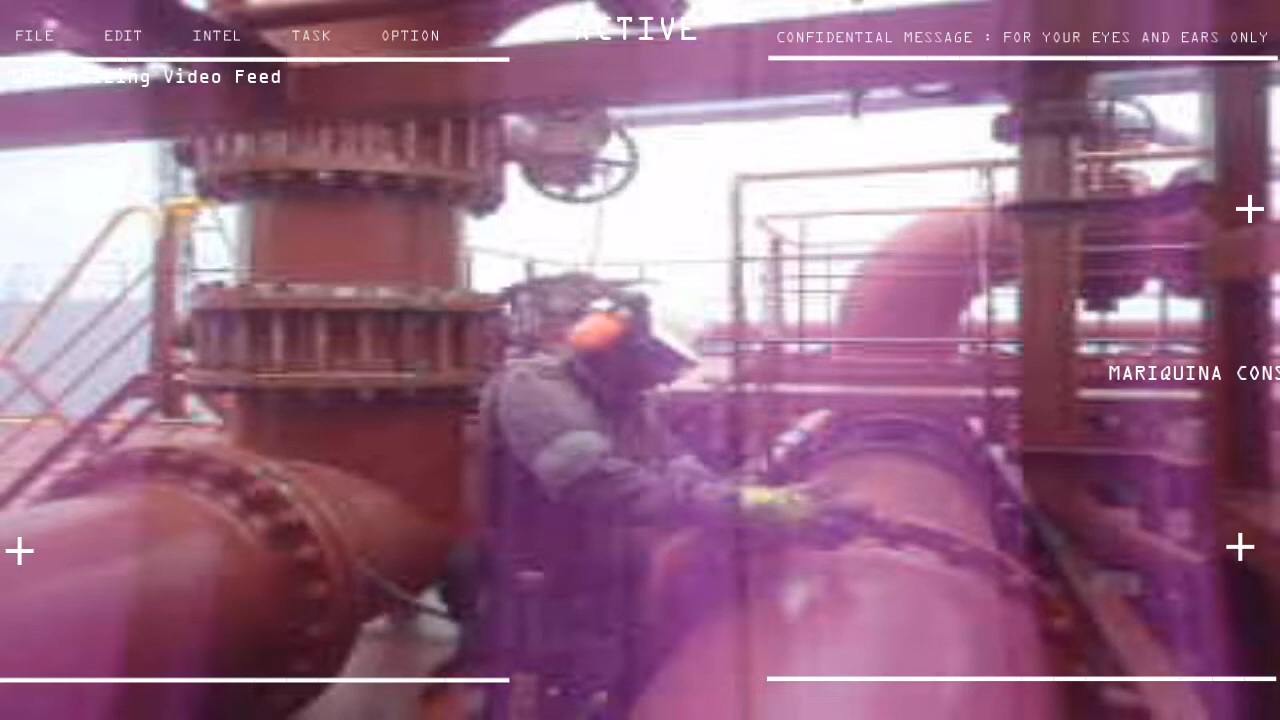 FILE EDIT INTEL TASK OPTION
ACTIVE
CONFIDENTIAL MESSAGE : FOR YOUR EYES AND EARS ONLY
Video Feed
MARIQUINA CONS